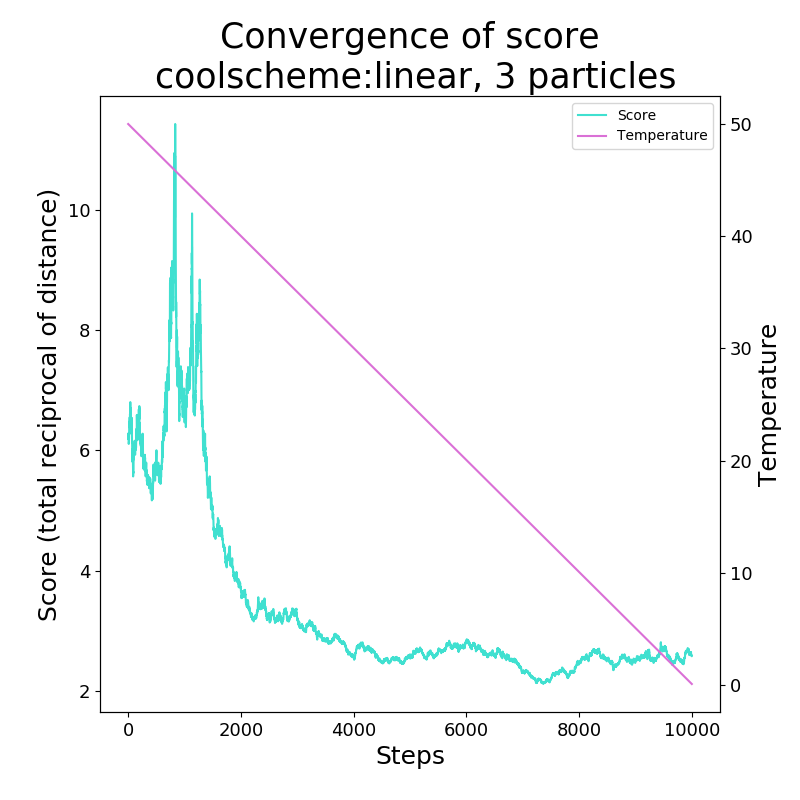 Convergence of score
coolscheme:linear, 3 particles
Score
Temperature
10
8
6
4
2
Score (total reciprocal of distance)
50
40
30
20
10
0
Temperature
0
2000
4000
6000
8000
10000
Steps